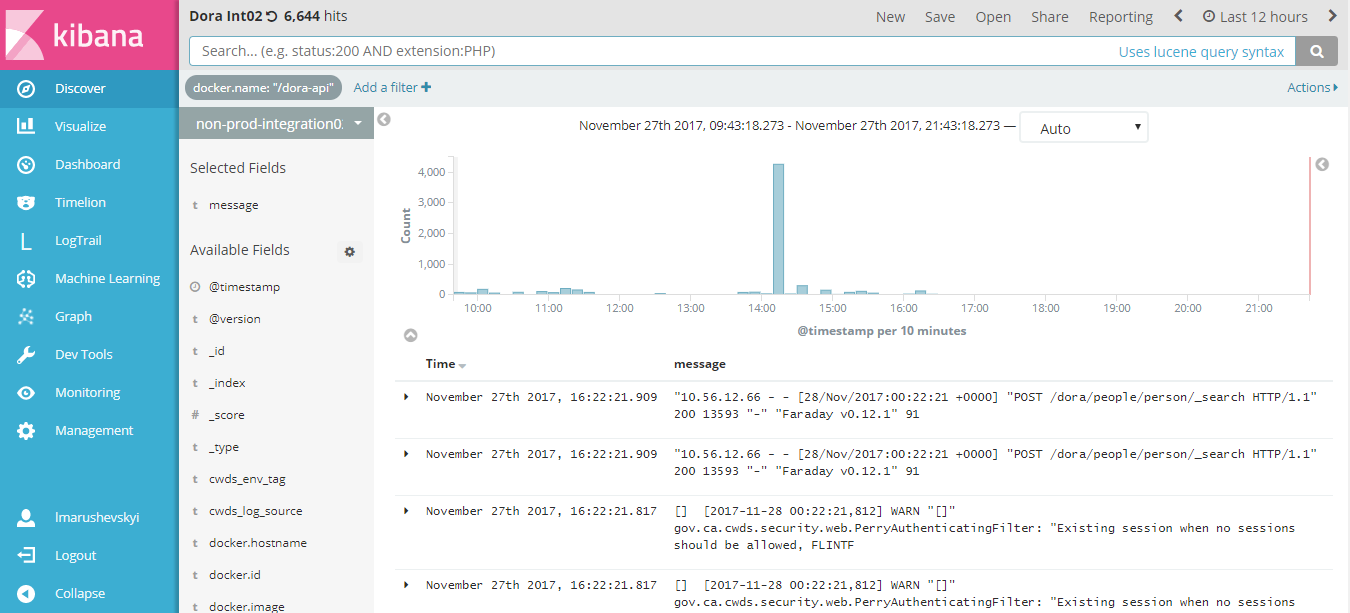 kibana
Discover
Visualize
Dashboard
Timelion
LogTrail
Machine Learning
Graph
Dev Tools
Monitoring
Management
lmarushevskyi
Logout
Collapse
Dora Int02 6,644 hits
New Save Open Share Reporting Last 12 hours
Search... (e.g. status:200 AND extension:PHP) Uses lucene query syntax
docker.name: "/dora-api" Add a filter + Actions
non-prod-integration0
Selected Fields
t message
Available Fields
@timestamp
t @version
t _id
t _index
# _score
t _type
t cwds_env_tag
t cwds_log_source
t docker.hostname
t docker.id
t docker.image
November 27th 2017, 09:43:18.273 - November 27th 2017, 21:43:18.273 — Auto
Count
4,000
3,000
2,000
1,000
0
10:00 11:00 12:00 13:00 14:00 15:00 16:00 17:00 18:00 19:00 20:00 21:00
@timestamp per 10 minutes
Time message
November 27th 2017, 16:22:21.909 "10.56.12.66 - - [28/Nov/2017:00:22:21 +0000] "POST /dora/people/person/_search HTTP/1.1"
200 13593 "-" "Faraday v0.12.1" 91
November 27th 2017, 16:22:21.909 "10.56.12.66 - - [28/Nov/2017:00:22:21 +0000] "POST /dora/people/person/_search HTTP/1.1"
200 13593 "-" "Faraday v0.12.1" 91
November 27th 2017, 16:22:21.817 [] [2017-11-28 00:22:21,812] WARN "[]"
gov.ca.cwds.security.web.PerryAuthenticatingFilter: "Existing session when no sessions
should be allowed, FLINTF
November 27th 2017, 16:22:21.817 [] [2017-11-28 00:22:21,812] WARN "[]"
gov.ca.cwds.security.web.PerryAuthenticatingFilter: "Existing session when no sessions